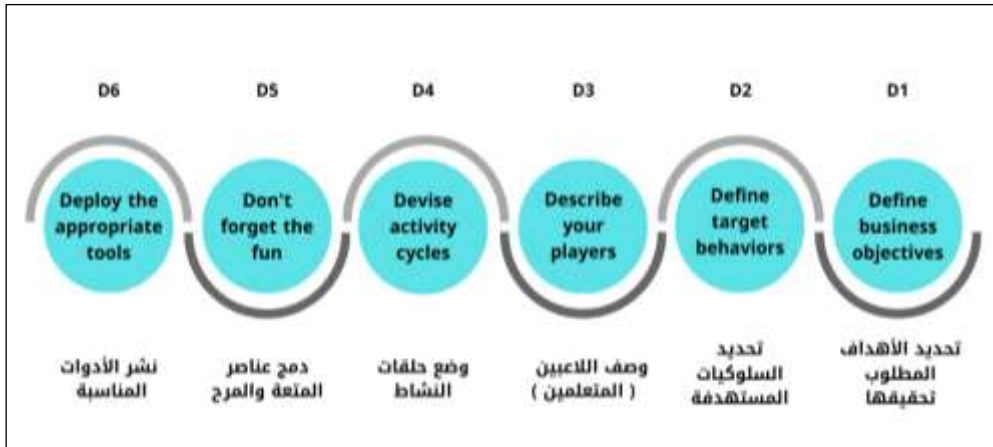 D1
Define
business
objectives
تحديد الأهداف
المطلوب
تحقيقها
D2
Define
target
behaviors
تحديد
السلوكيات
المستهدفة
D3
Describe
your
players
وصف اللاعبين
( المتعلمين )
D4
Devise
activity
cycles
وضع حلقات
النشاط
D5
Don't
forget the
fun
دمج عناصر
المتعة والمرح
D6
Deploy the
appropriate
tools
نشر الأدوات
المناسبة